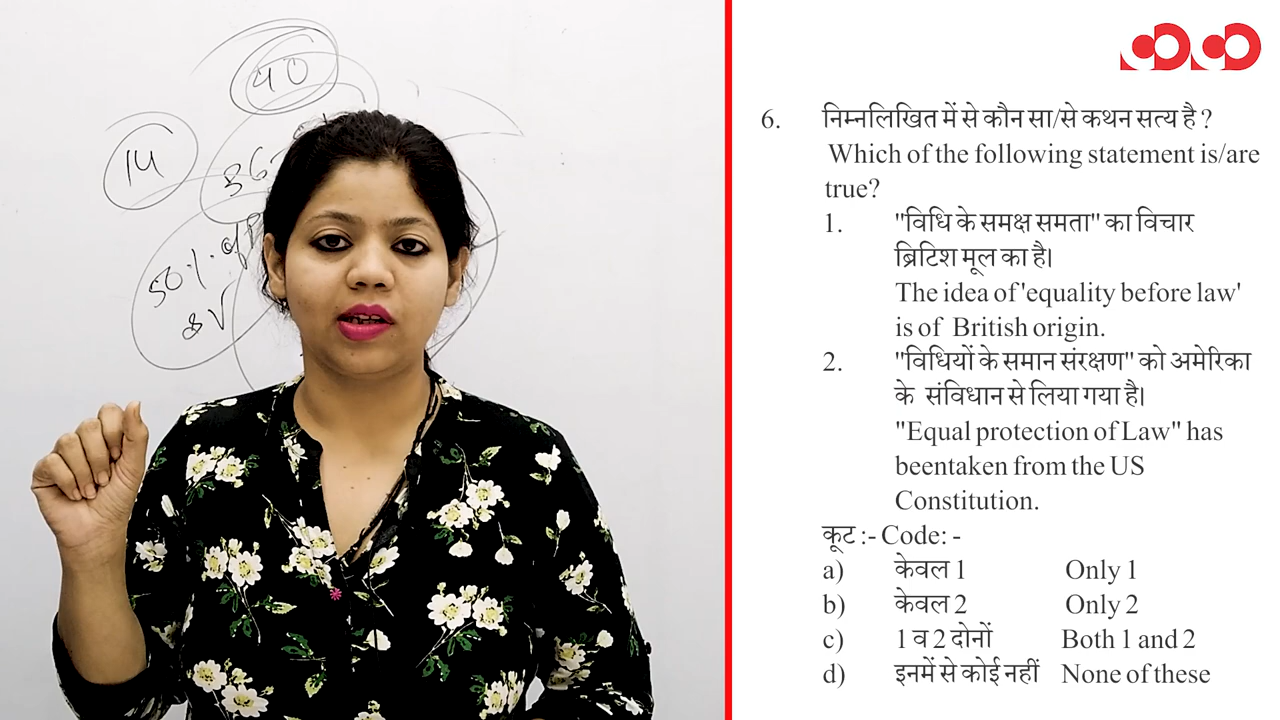 40
14
50%.
6. निम्नलिखित में से कौन सा/से कथन सत्य है ?
Which of the following statement is/are
true?
1. "विधि के समक्ष समता" का विचार
ब्रिटिश मूल का है।
The idea of 'equality before law'
is of British origin.
2. "विधियों के समान संरक्षण" को अमेरिका
के संविधान से लिया गया है।
"Equal protection of Law" has
beentaken from the US
Constitution.
कूट :- Code: -
a) केवल 1 Only 1
b) केवल 2 Only 2
c) 1 व 2 दोनों Both 1 and 2
d) इनमें से कोई नहीं None of these